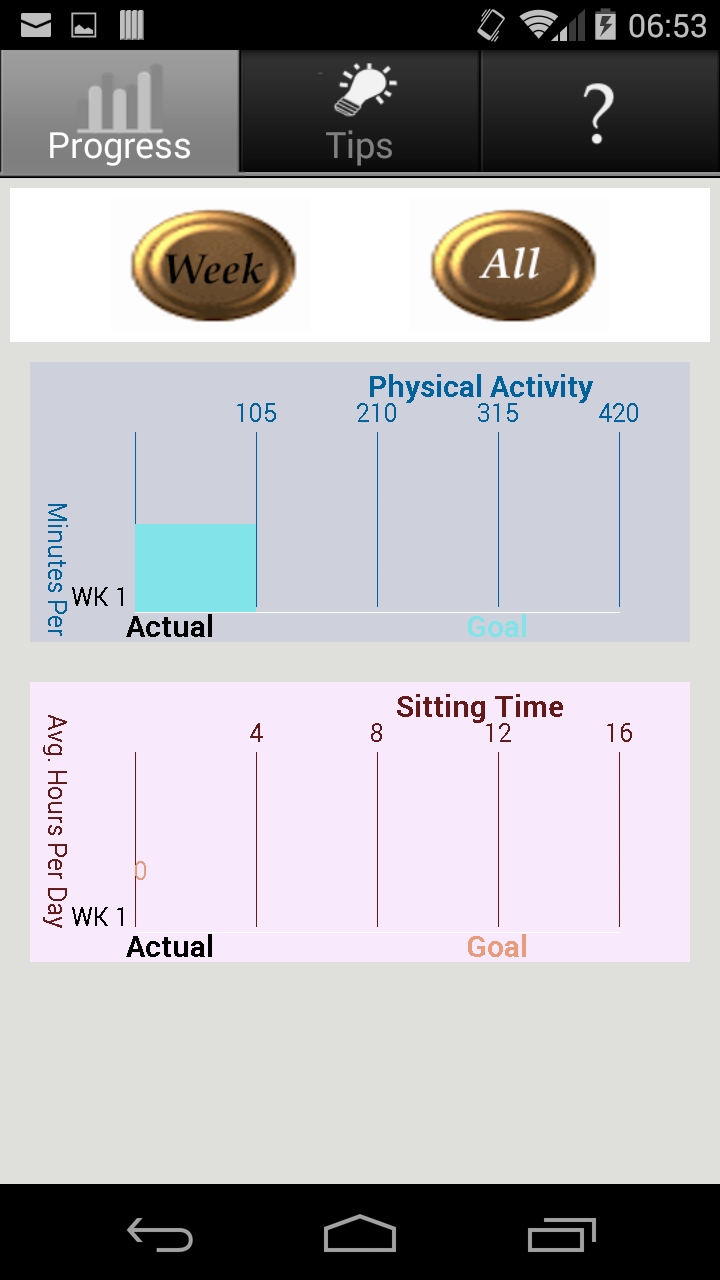 06:53
Progress
Tips
?
Week
All
Physical Activity
105 210 315 420
Minutes Per
WK 1
Actual Goal
Sitting Time
4 8 12 16
Avg. Hours Per Day
0
WK 1
Actual Goal